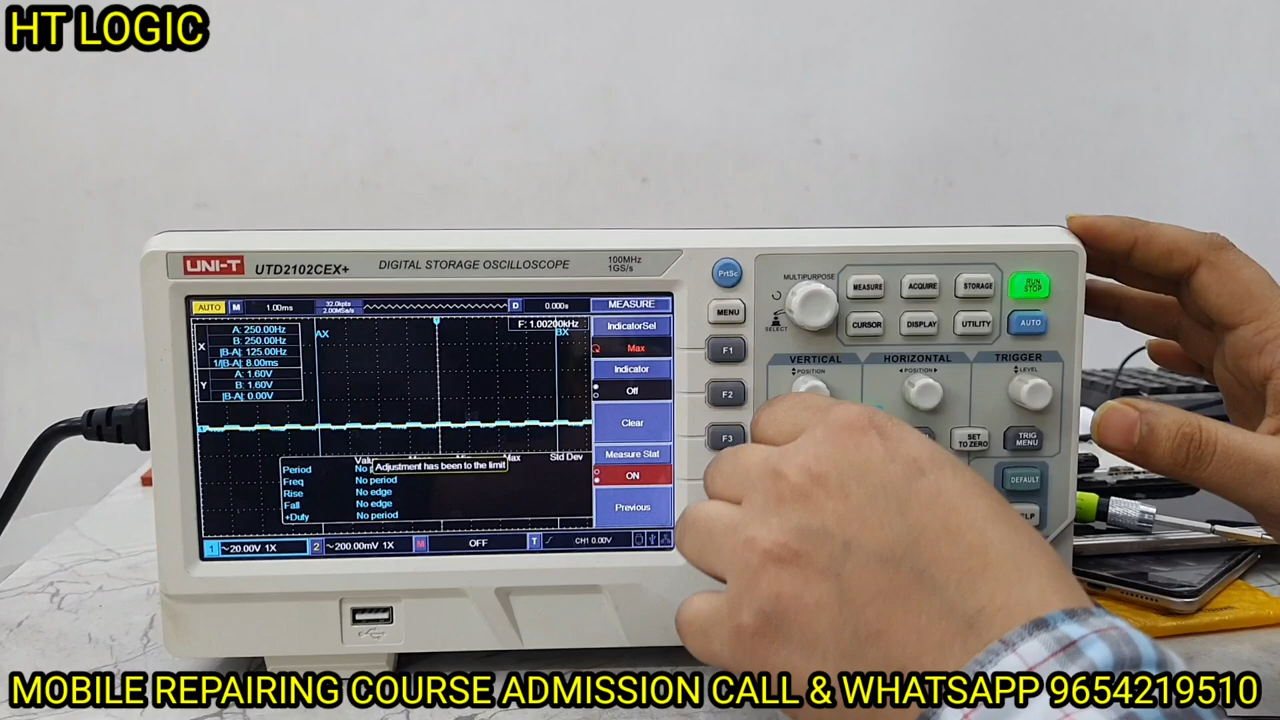 HT LOGIC
UNI-T UTD2102CEX+ DIGITAL STORAGE OSCILLOSCOPE 100MHz
1GS/s
PrtSc
MENU
F1
F2
F3
MULTIPURPOSE
SELECT
MEASURE ACQUIRE STORAGE RUN STOP
CURSOR DISPLAY UTILITY AUTO
VERTICAL HORIZONTAL TRIGGER
POSITION POSITION LEVEL
SET TO ZERO TRIG MENU
DEFAULT
AUTO M 1.00ms 32.0kpts 2.00MSa/s D 0.000s MEASURE
F: 1.00200kHz
AX BX
X
A: 250.00Hz
B: 250.00Hz
|B-A|: 125.00Hz
1/|B-A|: 8.00ms
Y
A: 1.60V
B: 1.60V
|B-A|: 0.00V
IndicatorSel
Max
Indicator
Off
Clear
Measure Stat
ON
Previous
Max Std Dev
Adjustment has been to the limit
Period
Freq No period
Rise No edge
Fall No edge
+Duty No period
1 ~20.00V 1X 2 ~200.00mV 1X M OFF T CH1 0.00V
MOBILE REPAIRING COURSE ADMISSION CALL & WHATSAPP 9654219510